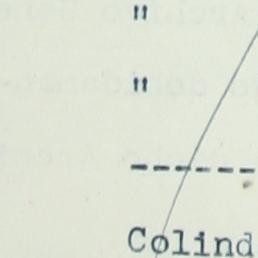 "
"
-----
Colind